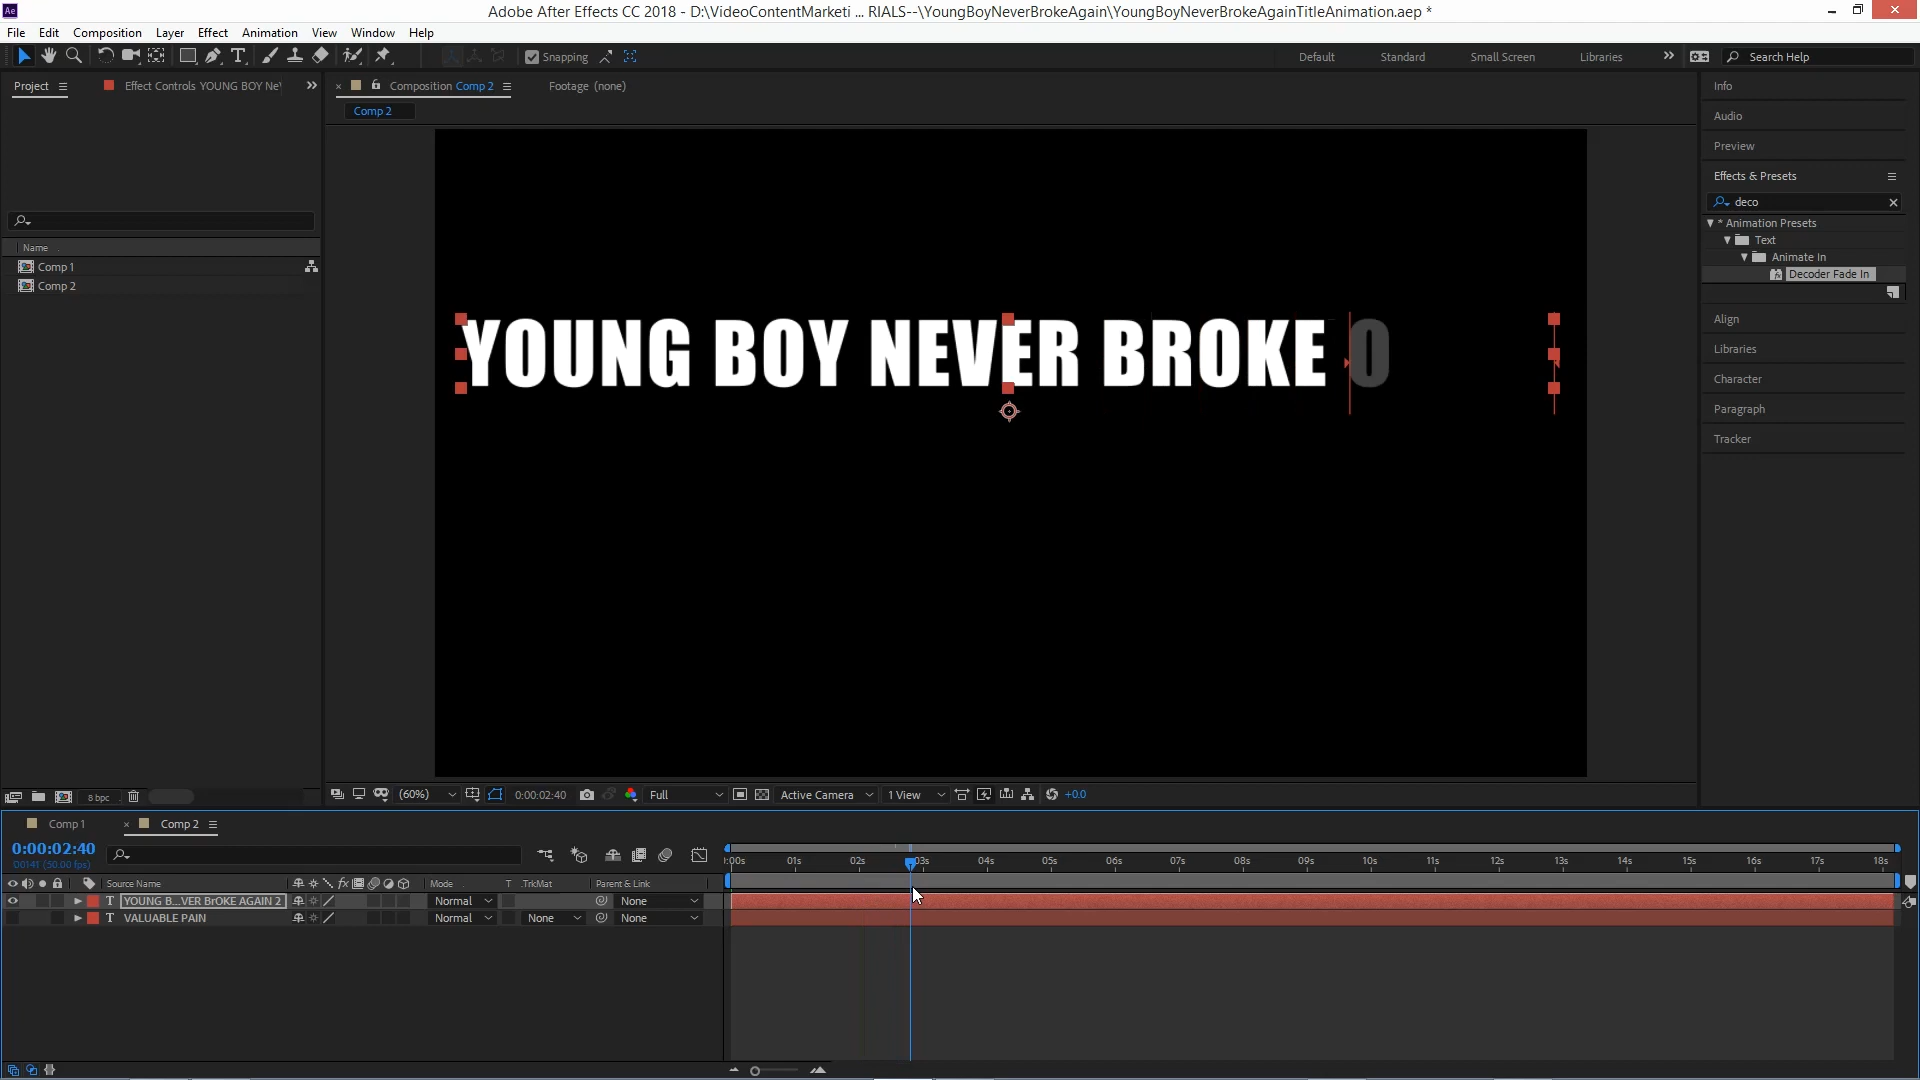 Ae Adobe After Effects CC 2018 - D:\VideoContentMarketi ... RIALS--\YoungBoyNeverBrokeAgain\YoungBoyNeverBrokeAgainTitleAnimation.aep *
File Edit Composition Layer Effect Animation View Window Help
T Snapping Default Standard Small Screen Libraries Search Help
Project Effect Controls YOUNG BOY Ne Composition Comp 2 Footage (none) Info
Comp 2
Audio
Preview
Effects & Presets
deco
* Animation Presets
Text
Animate In
Decoder Fade In
Name
Comp 1
Comp 2
YOUNG BOY NEVER BROKE O
Align
Libraries
Character
Paragraph
Tracker
8 bpc (60%) 0:00:02:40 Full Active Camera 1 View +0.0
Comp 1 Comp 2
0:00:02:40
00141 (50.00 fps)
:00s 01s 02s 03s 04s 05s 06s 07s 08s 09s 10s 11s 12s 13s 14s 15s 16s 17s 18s
Source Name fx Mode T .TrkMat Parent & Link
T YOUNG B...VER BrOKE AGAIN 2 Normal None
T VALUABLE PAIN Normal None None